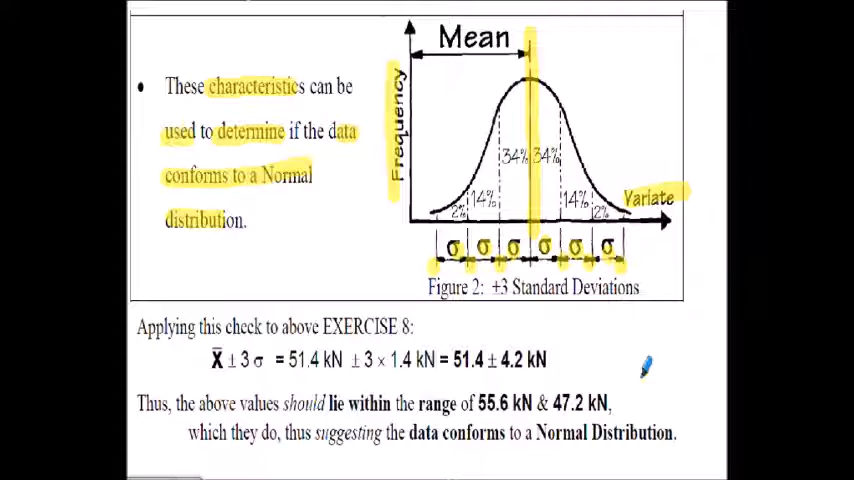 Mean
• These characteristics can be
used to determine if the data
conforms to a Normal
distribution.
Frequency
34% 34%
14% 14%
2% 2%
Variate
σ σ σ σ σ σ
Figure 2: ±3 Standard Deviations
Applying this check to above EXERCISE 8:
X̄ ± 3 σ = 51.4 kN ± 3 × 1.4 kN = 51.4 ± 4.2 kN
Thus, the above values should lie within the range of 55.6 kN & 47.2 kN,
which they do, thus suggesting the data conforms to a Normal Distribution.